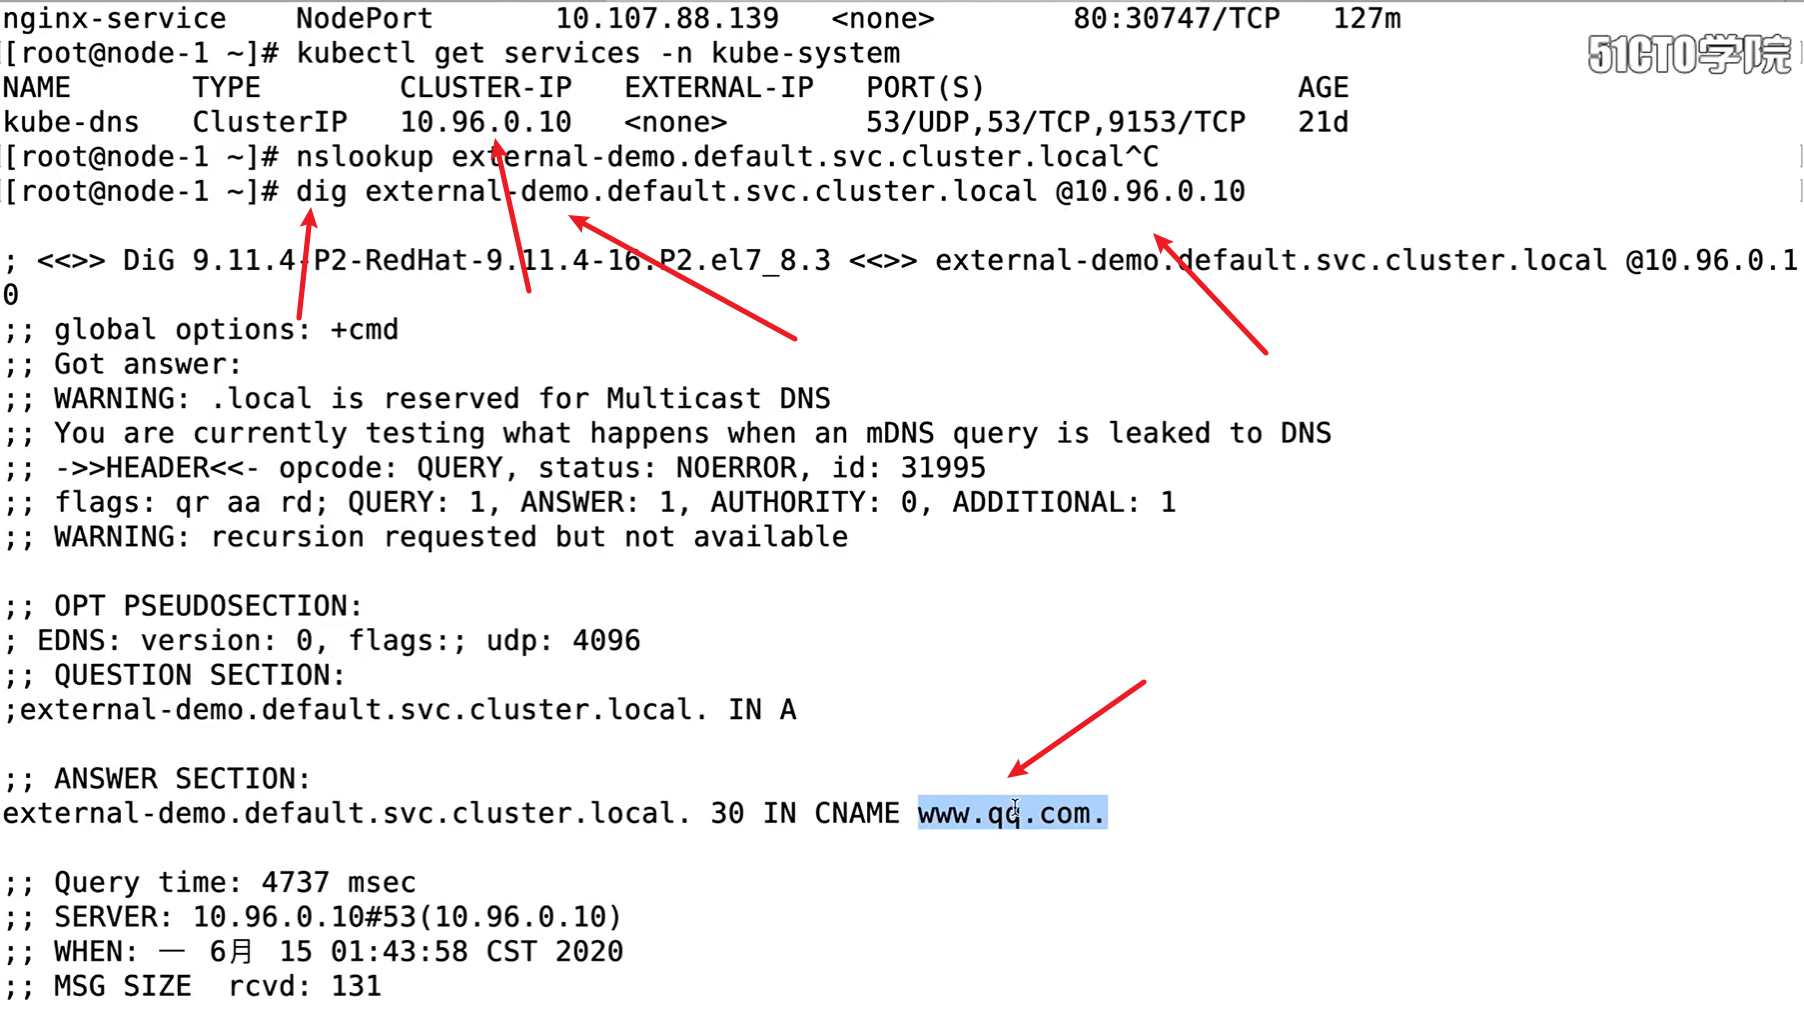 nginx-service    NodePort       10.107.88.139   <none>        80:30747/TCP   127m
[root@node-1 ~]# kubectl get services -n kube-system
51CTO学院
NAME       TYPE        CLUSTER-IP   EXTERNAL-IP   PORT(S)                  AGE
kube-dns   ClusterIP   10.96.0.10   <none>        53/UDP,53/TCP,9153/TCP   21d
[root@node-1 ~]# nslookup external-demo.default.svc.cluster.local^C
[root@node-1 ~]# dig external-demo.default.svc.cluster.local @10.96.0.10
; <<>> DiG 9.11.4-P2-RedHat-9.11.4-16.P2.el7_8.3 <<>> external-demo.default.svc.cluster.local @10.96.0.1
0
;; global options: +cmd
;; Got answer:
;; WARNING: .local is reserved for Multicast DNS
;; You are currently testing what happens when an mDNS query is leaked to DNS
;; ->>HEADER<<- opcode: QUERY, status: NOERROR, id: 31995
;; flags: qr aa rd; QUERY: 1, ANSWER: 1, AUTHORITY: 0, ADDITIONAL: 1
;; WARNING: recursion requested but not available
;; OPT PSEUDOSECTION:
; EDNS: version: 0, flags:; udp: 4096
;; QUESTION SECTION:
;external-demo.default.svc.cluster.local. IN A
;; ANSWER SECTION:
external-demo.default.svc.cluster.local. 30 IN CNAME www.qq.com.
;; Query time: 4737 msec
;; SERVER: 10.96.0.10#53(10.96.0.10)
;; WHEN: 一 6月 15 01:43:58 CST 2020
;; MSG SIZE  rcvd: 131